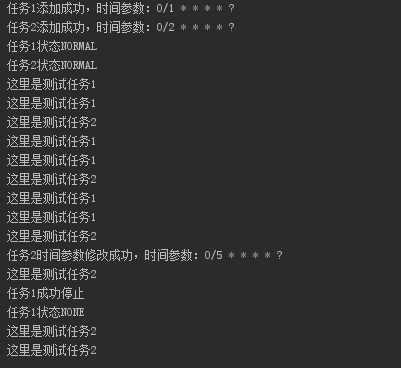 任务1添加成功，时间参数：0/1 * * * * ?
任务2添加成功，时间参数：0/2 * * * * ?
任务1状态NORMAL
任务2状态NORMAL
这里是测试任务1
这里是测试任务1
这里是测试任务2
这里是测试任务1
这里是测试任务1
这里是测试任务2
这里是测试任务1
这里是测试任务1
这里是测试任务2
任务2时间参数修改成功，时间参数：0/5 * * * * ?
这里是测试任务2
任务1成功停止
任务1状态NONE
这里是测试任务2
这里是测试任务2